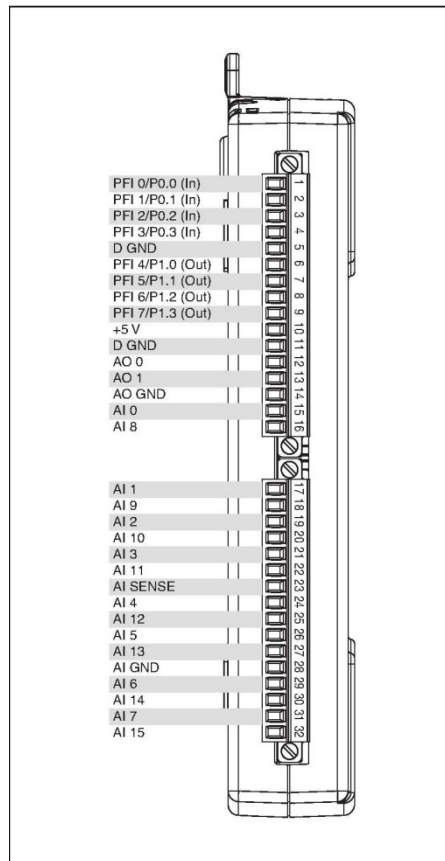 PFI 0/P0.0 (In) 1
PFI 1/P0.1 (In) 2
PFI 2/P0.2 (In) 3
PFI 3/P0.3 (In) 4
D GND 5
PFI 4/P1.0 (Out) 6
PFI 5/P1.1 (Out) 7
PFI 6/P1.2 (Out) 8
PFI 7/P1.3 (Out) 9
+5 V 10
D GND 11
AO 0 12
AO 1 13
AO GND 14
AI 0 15
AI 8 16
AI 1 17
AI 9 18
AI 2 19
AI 10 20
AI 3 21
AI 11 22
AI SENSE 23
AI 4 24
AI 12 25
AI 5 26
AI 13 27
AI GND 28
AI 6 29
AI 14 30
AI 7 31
AI 15 32